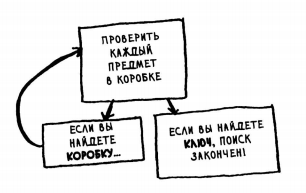 ПРОВЕРИТЬ
КАЖДЫЙ
ПРЕДМЕТ
В КОРОБКЕ
ЕСЛИ ВЫ
НАЙДЕТЕ
КОРОБКУ...
ЕСЛИ ВЫ НАЙДЕТЕ
КЛЮЧ, ПОИСК
ЗАКОНЧЕН!